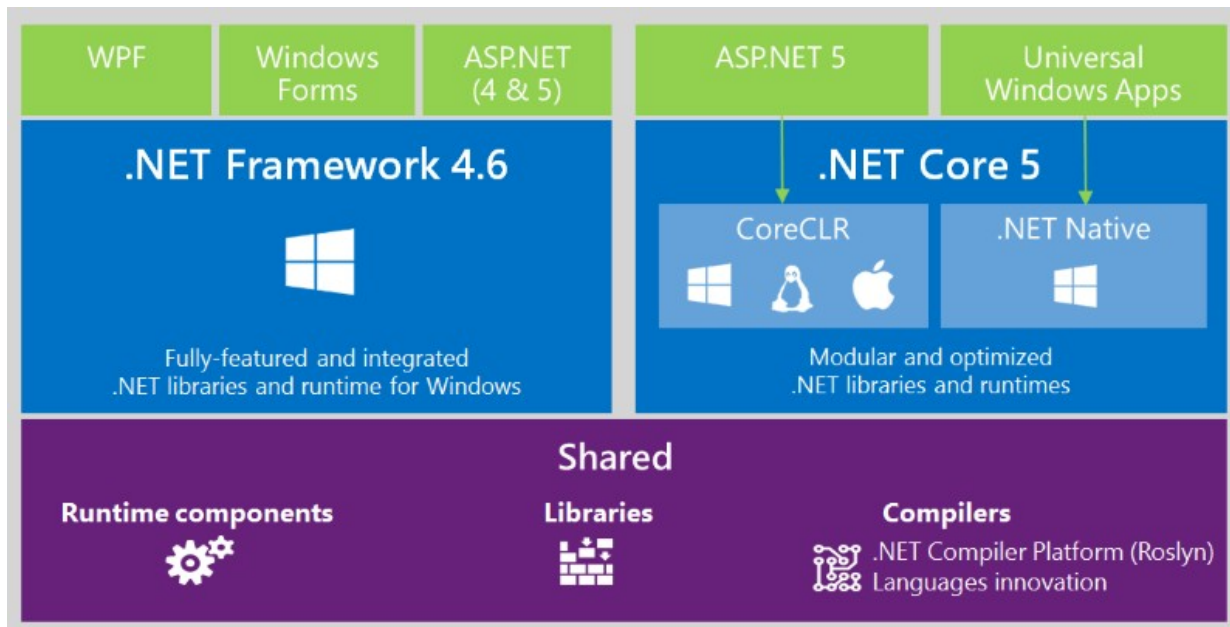 WPF
Windows
Forms
ASP.NET
(4 & 5)
ASP.NET 5
Universal
Windows Apps
.NET Framework 4.6
Fully-featured and integrated
.NET libraries and runtime for Windows
.NET Core 5
CoreCLR
.NET Native
Modular and optimized
.NET libraries and runtimes
Shared
Runtime components
Libraries
Compilers
.NET Compiler Platform (Roslyn)
Languages innovation